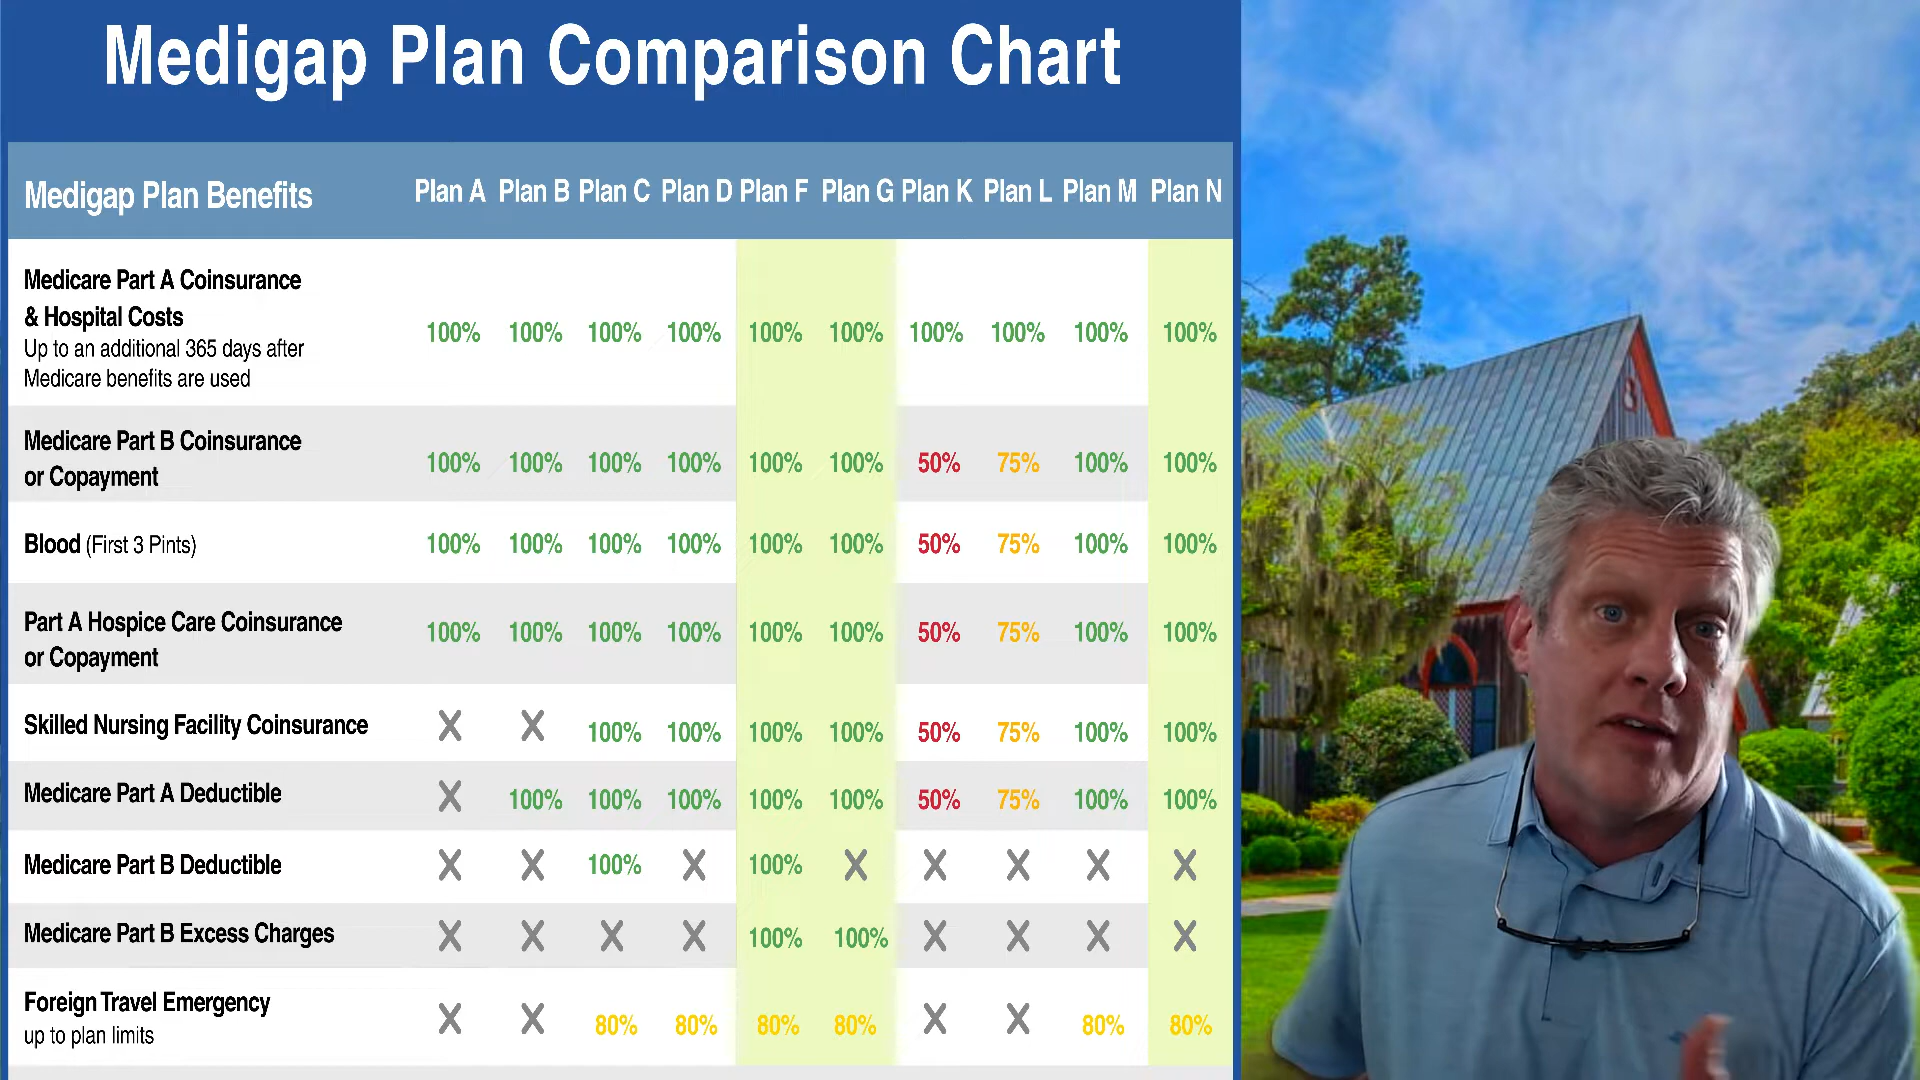 Medigap Plan Comparison Chart
Medigap Plan Benefits Plan A Plan B Plan C Plan D Plan F Plan G Plan K Plan L Plan M Plan N
Medicare Part A Coinsurance
& Hospital Costs
Up to an additional 365 days after
Medicare benefits are used
100% 100% 100% 100% 100% 100% 100% 100% 100% 100%
Medicare Part B Coinsurance
or Copayment
100% 100% 100% 100% 100% 100% 50% 75% 100% 100%
Blood (First 3 Pints) 100% 100% 100% 100% 100% 100% 50% 75% 100% 100%
Part A Hospice Care Coinsurance
or Copayment
100% 100% 100% 100% 100% 100% 50% 75% 100% 100%
Skilled Nursing Facility Coinsurance X X 100% 100% 100% 100% 50% 75% 100% 100%
Medicare Part A Deductible X 100% 100% 100% 100% 100% 50% 75% 100% 100%
Medicare Part B Deductible X X 100% X 100% X X X X X
Medicare Part B Excess Charges X X X X 100% 100% X X X X
Foreign Travel Emergency
up to plan limits
X X 80% 80% 80% 80% X X 80% 80%